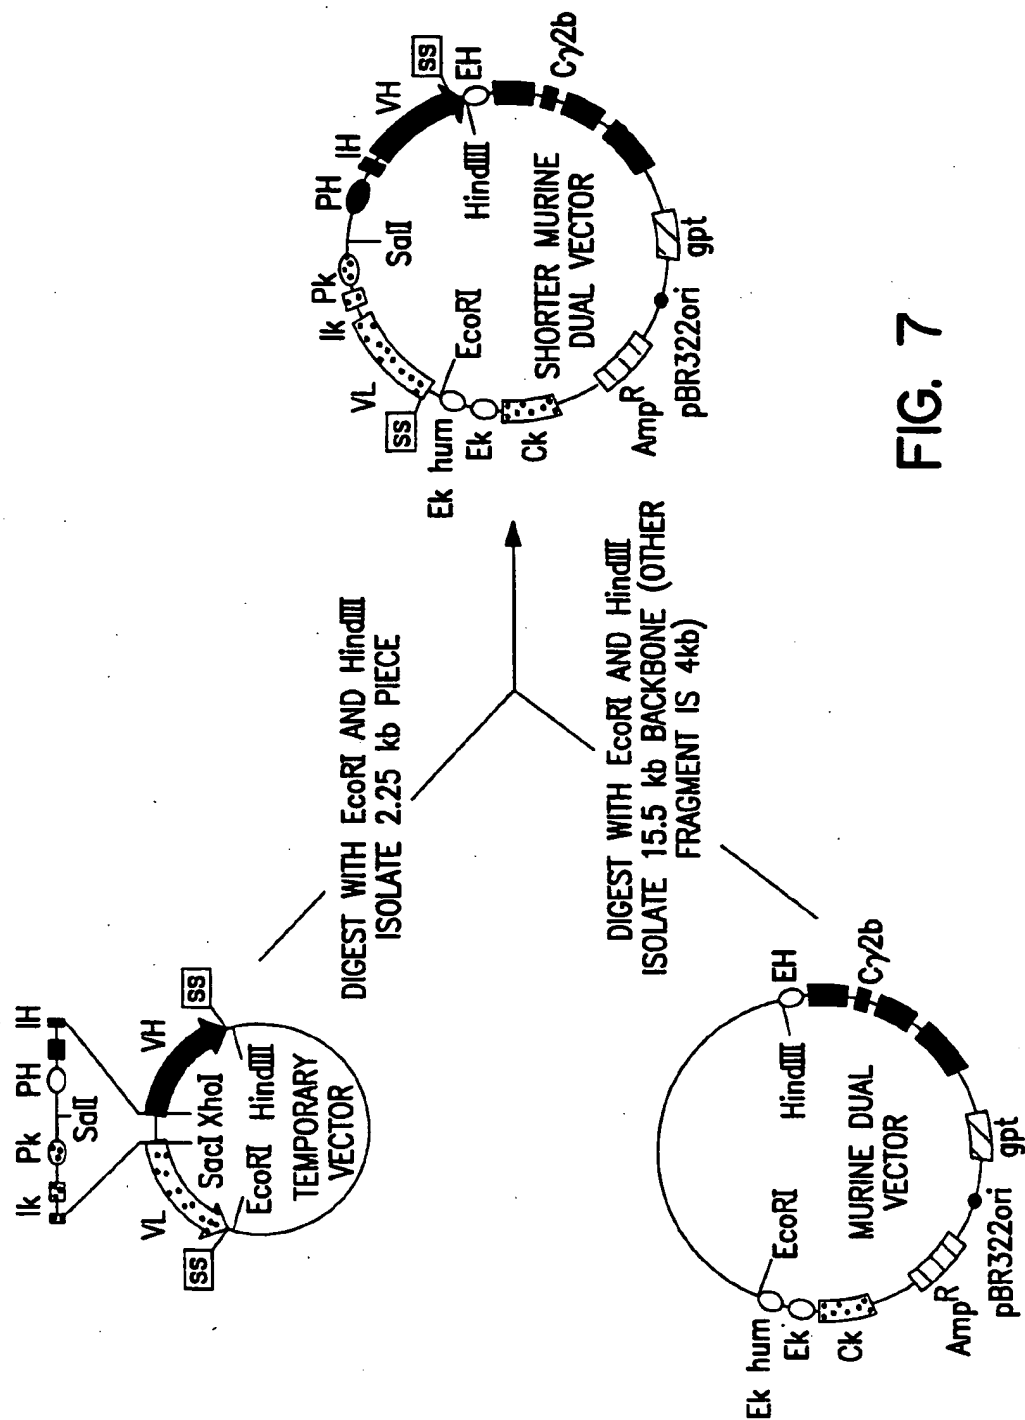 Ik Pk PH IH
SalI
VL
VH
SacI XhoI
ss
ss
EcoRI HindIII
TEMPORARY
VECTOR
DIGEST WITH EcoRI AND HindIII
ISOLATE 2.25 kb PIECE
Ek hum
EcoRI
HindIII
EH
Ek
Ck
Cγ2b
MURINE DUAL
VECTOR
AmpR
pBR322ori
gpt
DIGEST WITH EcoRI AND HindIII
ISOLATE 15.5 kb BACKBONE (OTHER
FRAGMENT IS 4kb)
Ik
Pk
SalI
PH
IH
VL
VH
ss
ss
Ek hum
EcoRI
HindIII
EH
Ek
Ck
Cγ2b
SHORTER MURINE
DUAL VECTOR
AmpR
pBR322ori
gpt
FIG. 7